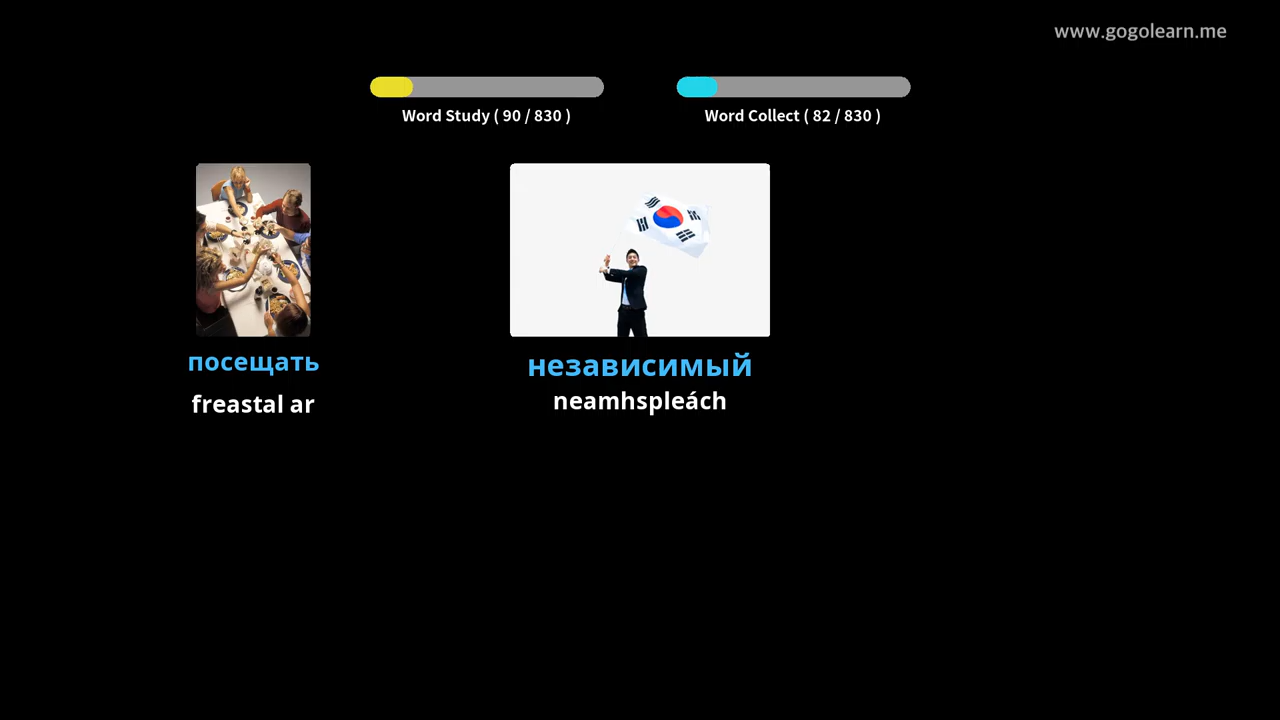 www.gogolearn.me
Word Study ( 90 / 830 )
Word Collect ( 82 / 830 )
посещать
freastal ar
независимый
neamhspleách